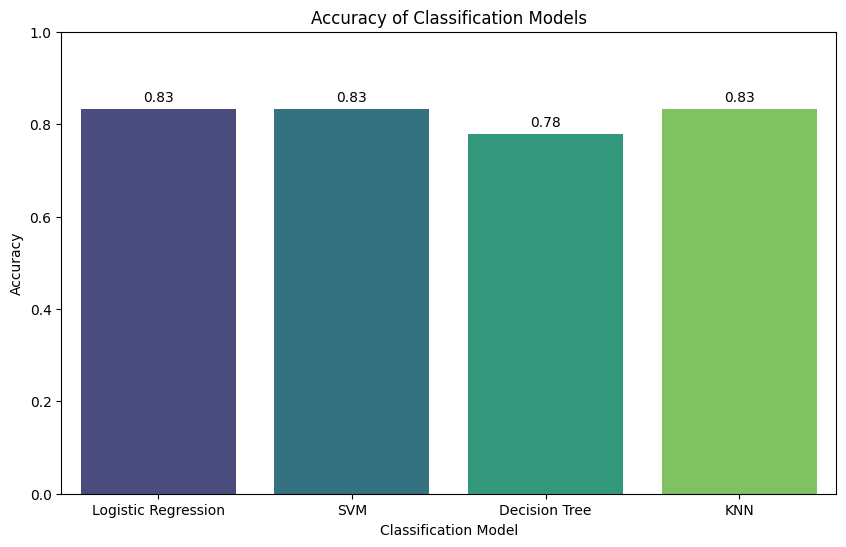 Accuracy of Classification Models
1.0
0.8
0.6
0.4
0.2
0.0
Accuracy
0.83
0.83
0.78
0.83
Logistic Regression
SVM
Decision Tree
KNN
Classification Model